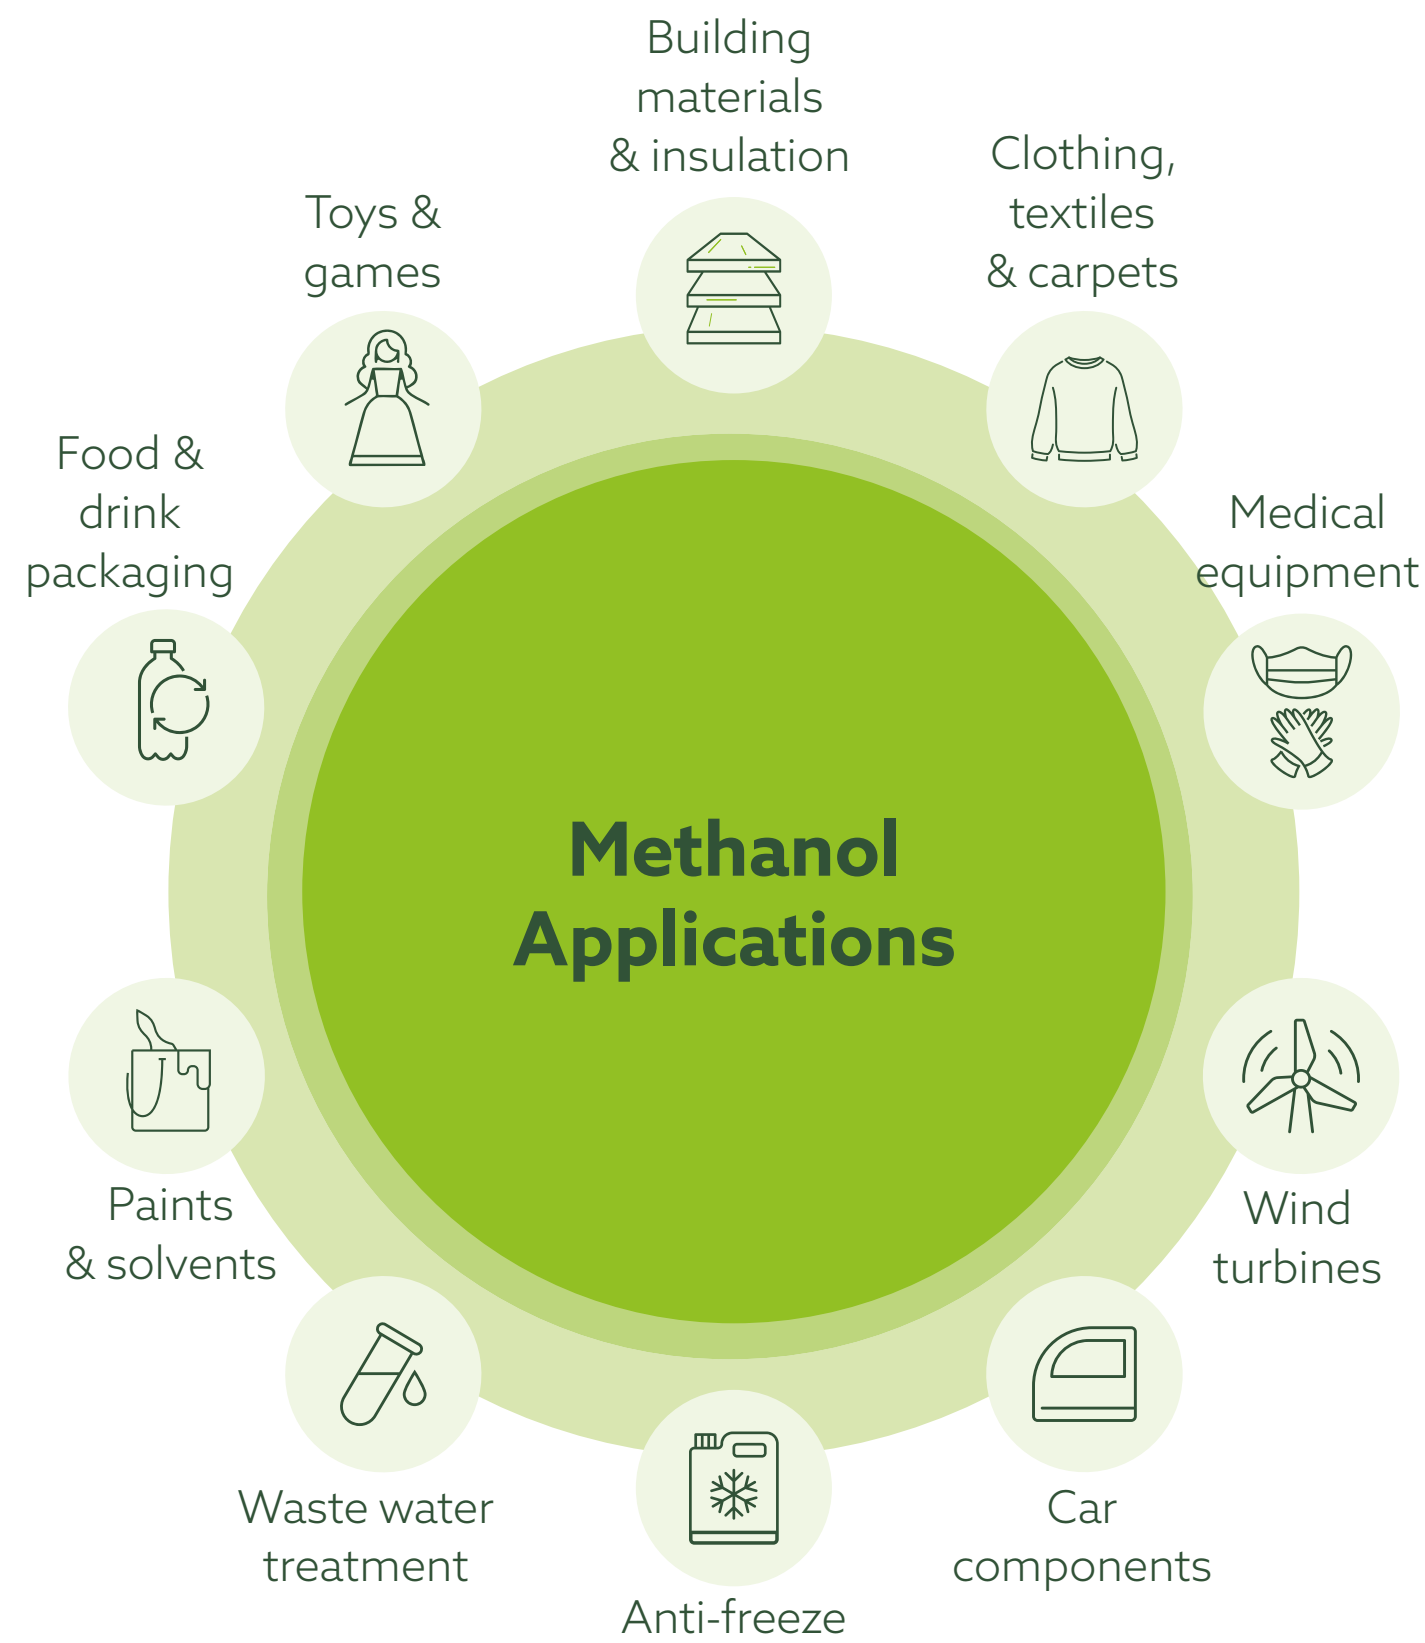 Building
materials
& insulation
Clothing,
textiles
& carpets
Toys &
games
Medical
equipment
Food &
drink
packaging
Methanol
Applications
Wind
turbines
Paints
& solvents
Car
components
Waste water
treatment
Anti-freeze